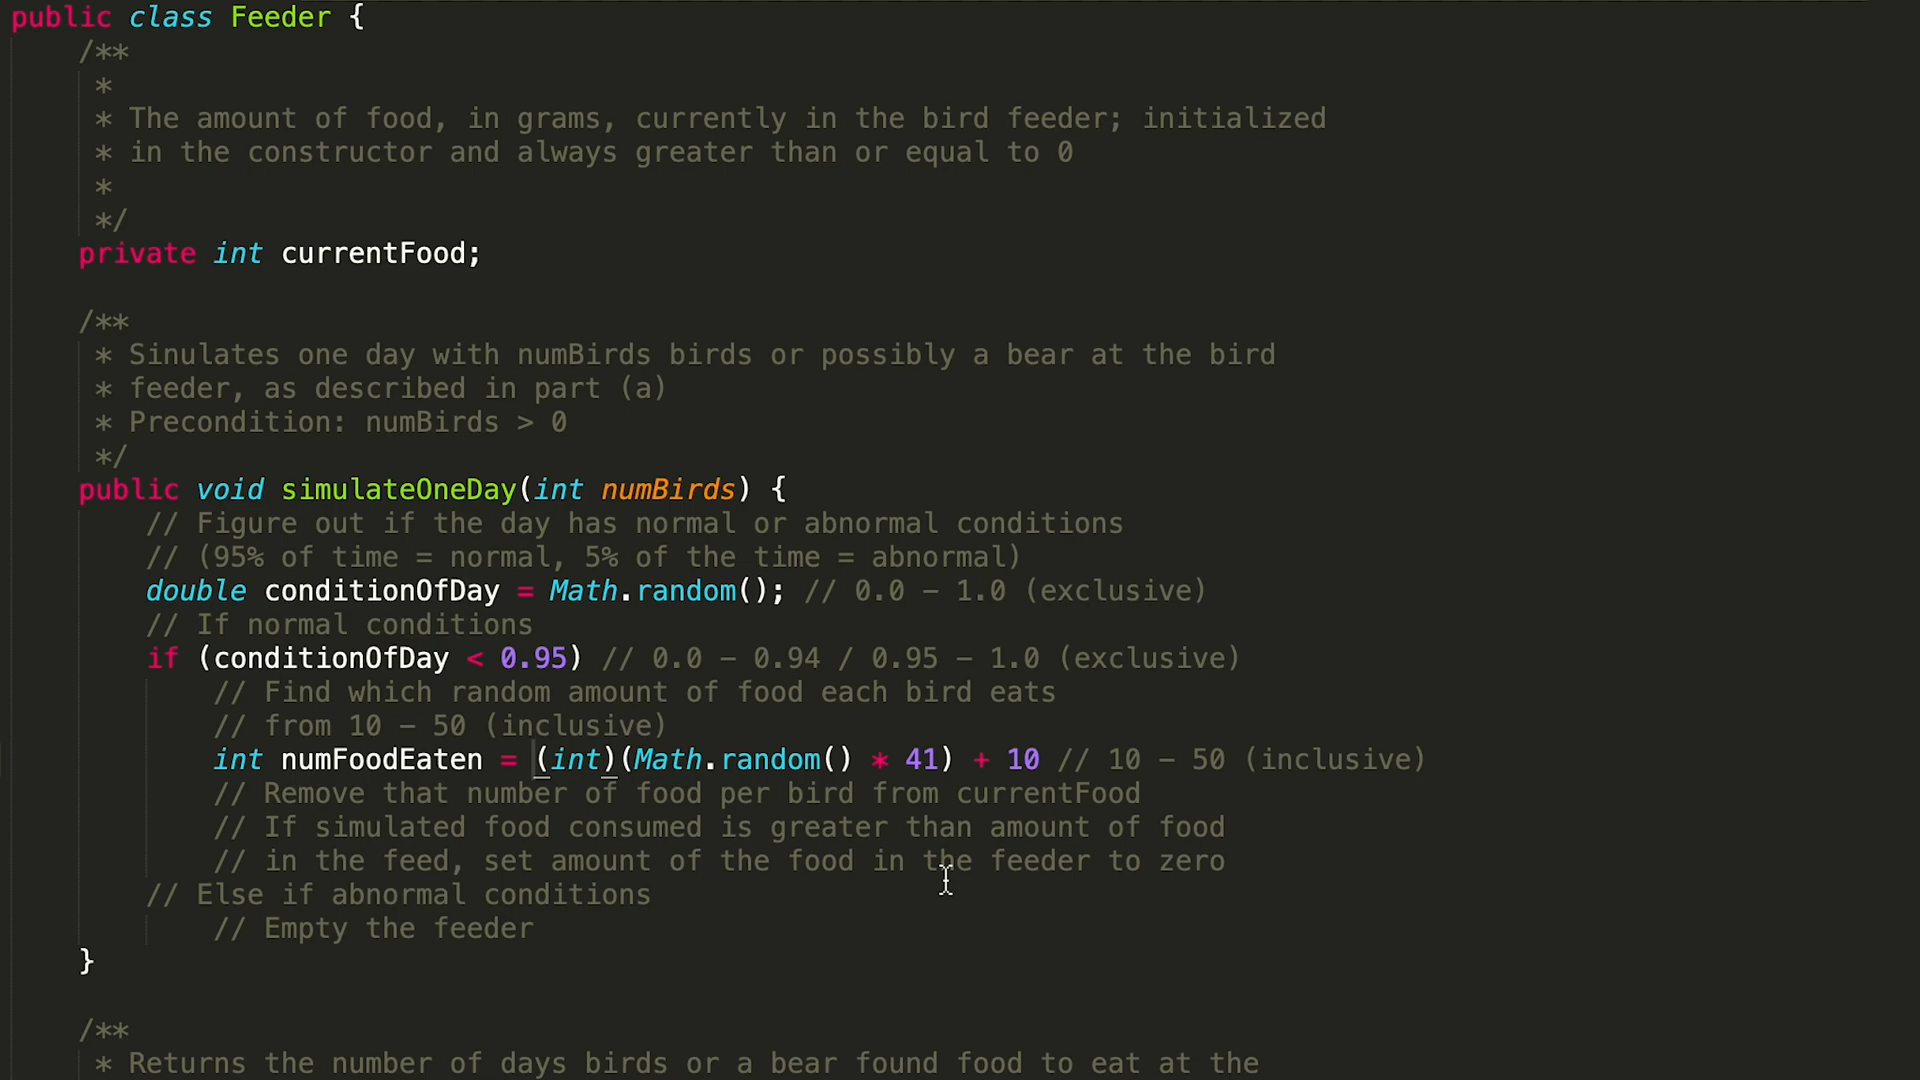 public class Feeder {
/**
*
* The amount of food, in grams, currently in the bird feeder; initialized
* in the constructor and always greater than or equal to 0
*
*/
private int currentFood;
/**
* Sinulates one day with numBirds birds or possibly a bear at the bird
* feeder, as described in part (a)
* Precondition: numBirds > 0
*/
public void simulateOneDay(int numBirds) {
// Figure out if the day has normal or abnormal conditions
// (95% of time = normal, 5% of the time = abnormal)
double conditionOfDay = Math.random(); // 0.0 - 1.0 (exclusive)
// If normal conditions
if (conditionOfDay < 0.95) // 0.0 - 0.94 / 0.95 - 1.0 (exclusive)
// Find which random amount of food each bird eats
// from 10 - 50 (inclusive)
int numFoodEaten = (int)(Math.random() * 41) + 10 // 10 - 50 (inclusive)
// Remove that number of food per bird from currentFood
// If simulated food consumed is greater than amount of food
// in the feed, set amount of the food in the feeder to zero
// Else if abnormal conditions
// Empty the feeder
}
/**
* Returns the number of days birds or a bear found food to eat at the